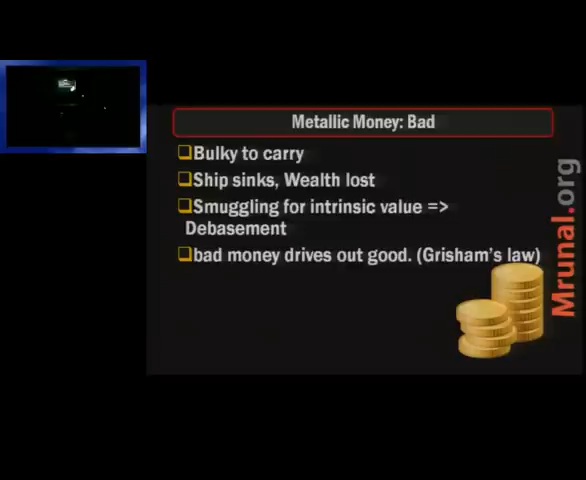 Metallic Money: Bad
❑Bulky to carry
❑Ship sinks, Wealth lost
❑Smuggling for intrinsic value =>
Debasement
❑bad money drives out good. (Grisham's law)
Mrunal.org